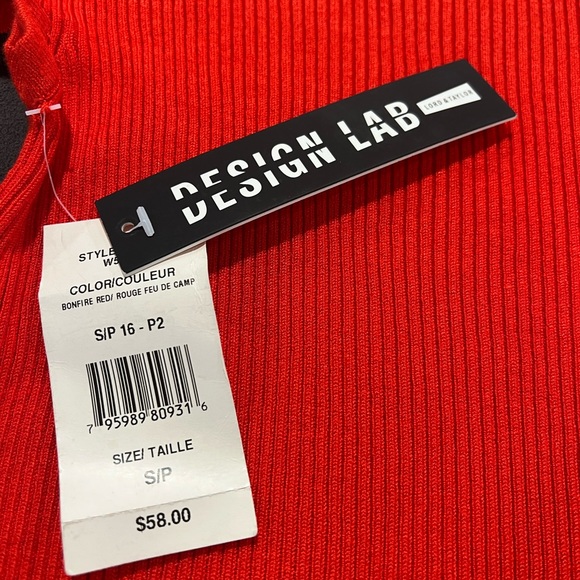 DESIGN LAB
LORD & TAYLOR
STYLE
W5
COLOR/COULEUR
BONFIRE RED/ ROUGE FEU DE CAMP
S/P 16 - P2
7 95989 80931 6
SIZE/ TAILLE
S/P
$58.00